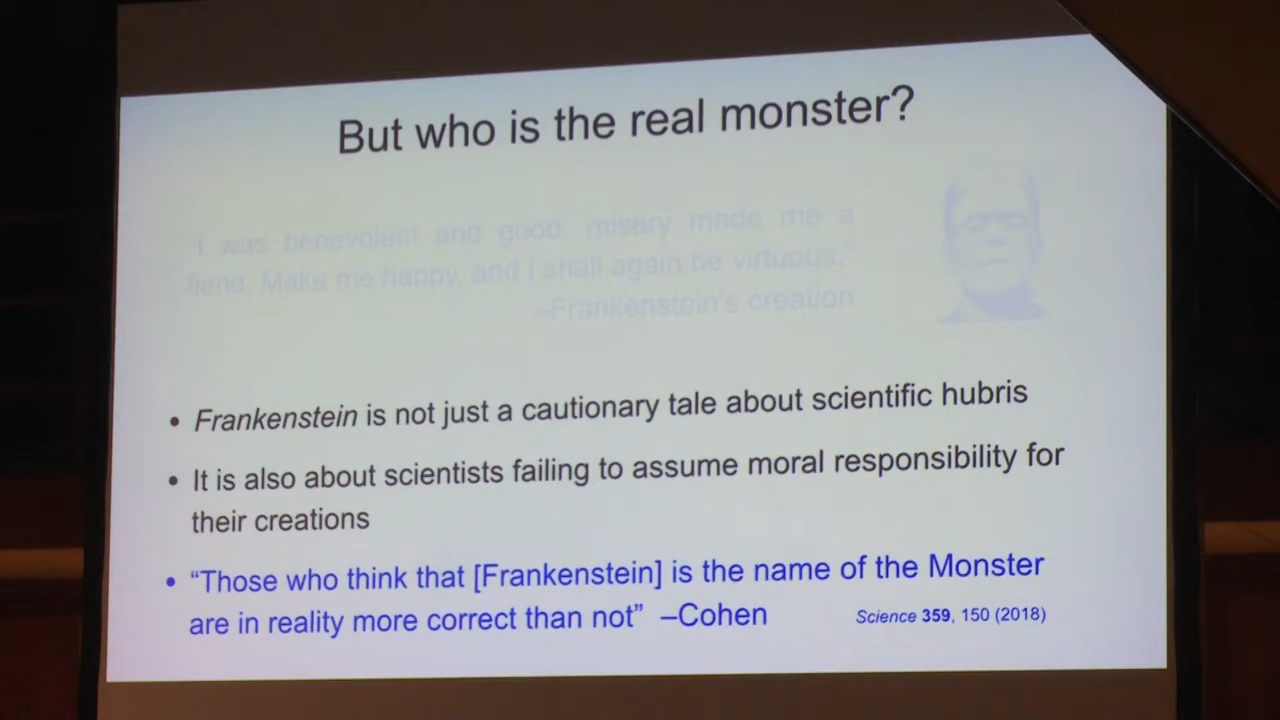 But who is the real monster?
"I was benevolent and good misery made me a
fiend. Make me happy, and I shall again be virtuous."
–Frankenstein's creation
• Frankenstein is not just a cautionary tale about scientific hubris
• It is also about scientists failing to assume moral responsibility for
their creations
• “Those who think that [Frankenstein] is the name of the Monster
are in reality more correct than not” –Cohen
Science 359, 150 (2018)